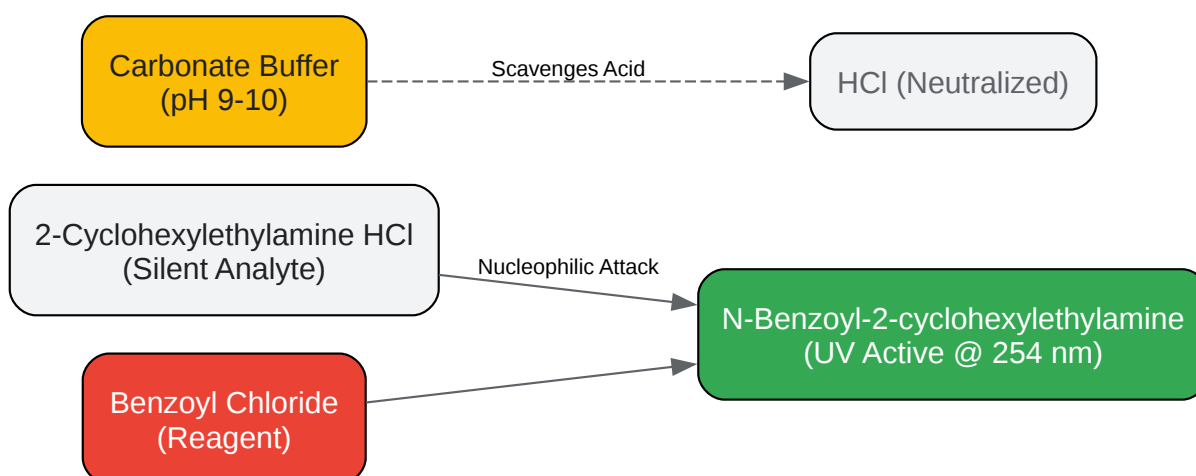 Carbonate Buffer
(pH 9-10)
Scavenges Acid
HCl (Neutralized)
2-Cyclohexylethylamine HCl
(Silent Analyte)
Nucleophilic Attack
N-Benzoyl-2-cyclohexylethylamine
(UV Active @ 254 nm)
Benzoyl Chloride
(Reagent)